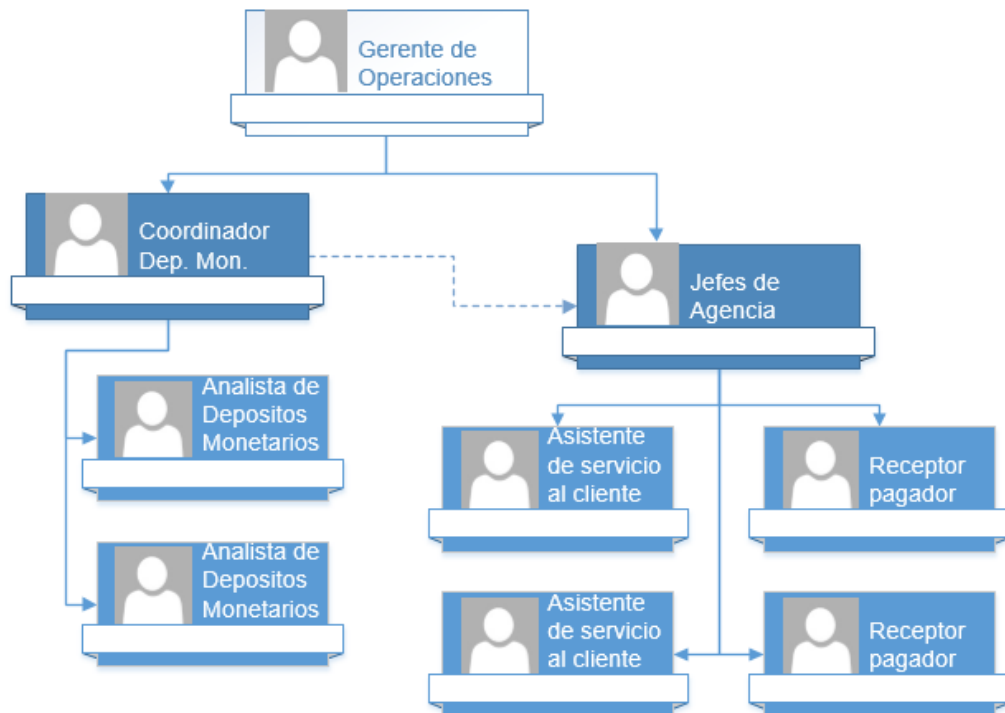 Gerente de
Operaciones
Coordinador
Dep. Mon.
Jefes de
Agencia
Analista de
Depositos
Monetarios
Asistente
de servicio
al cliente
Receptor
pagador
Analista de
Depositos
Monetarios
Asistente
de servicio
al cliente
Receptor
pagador